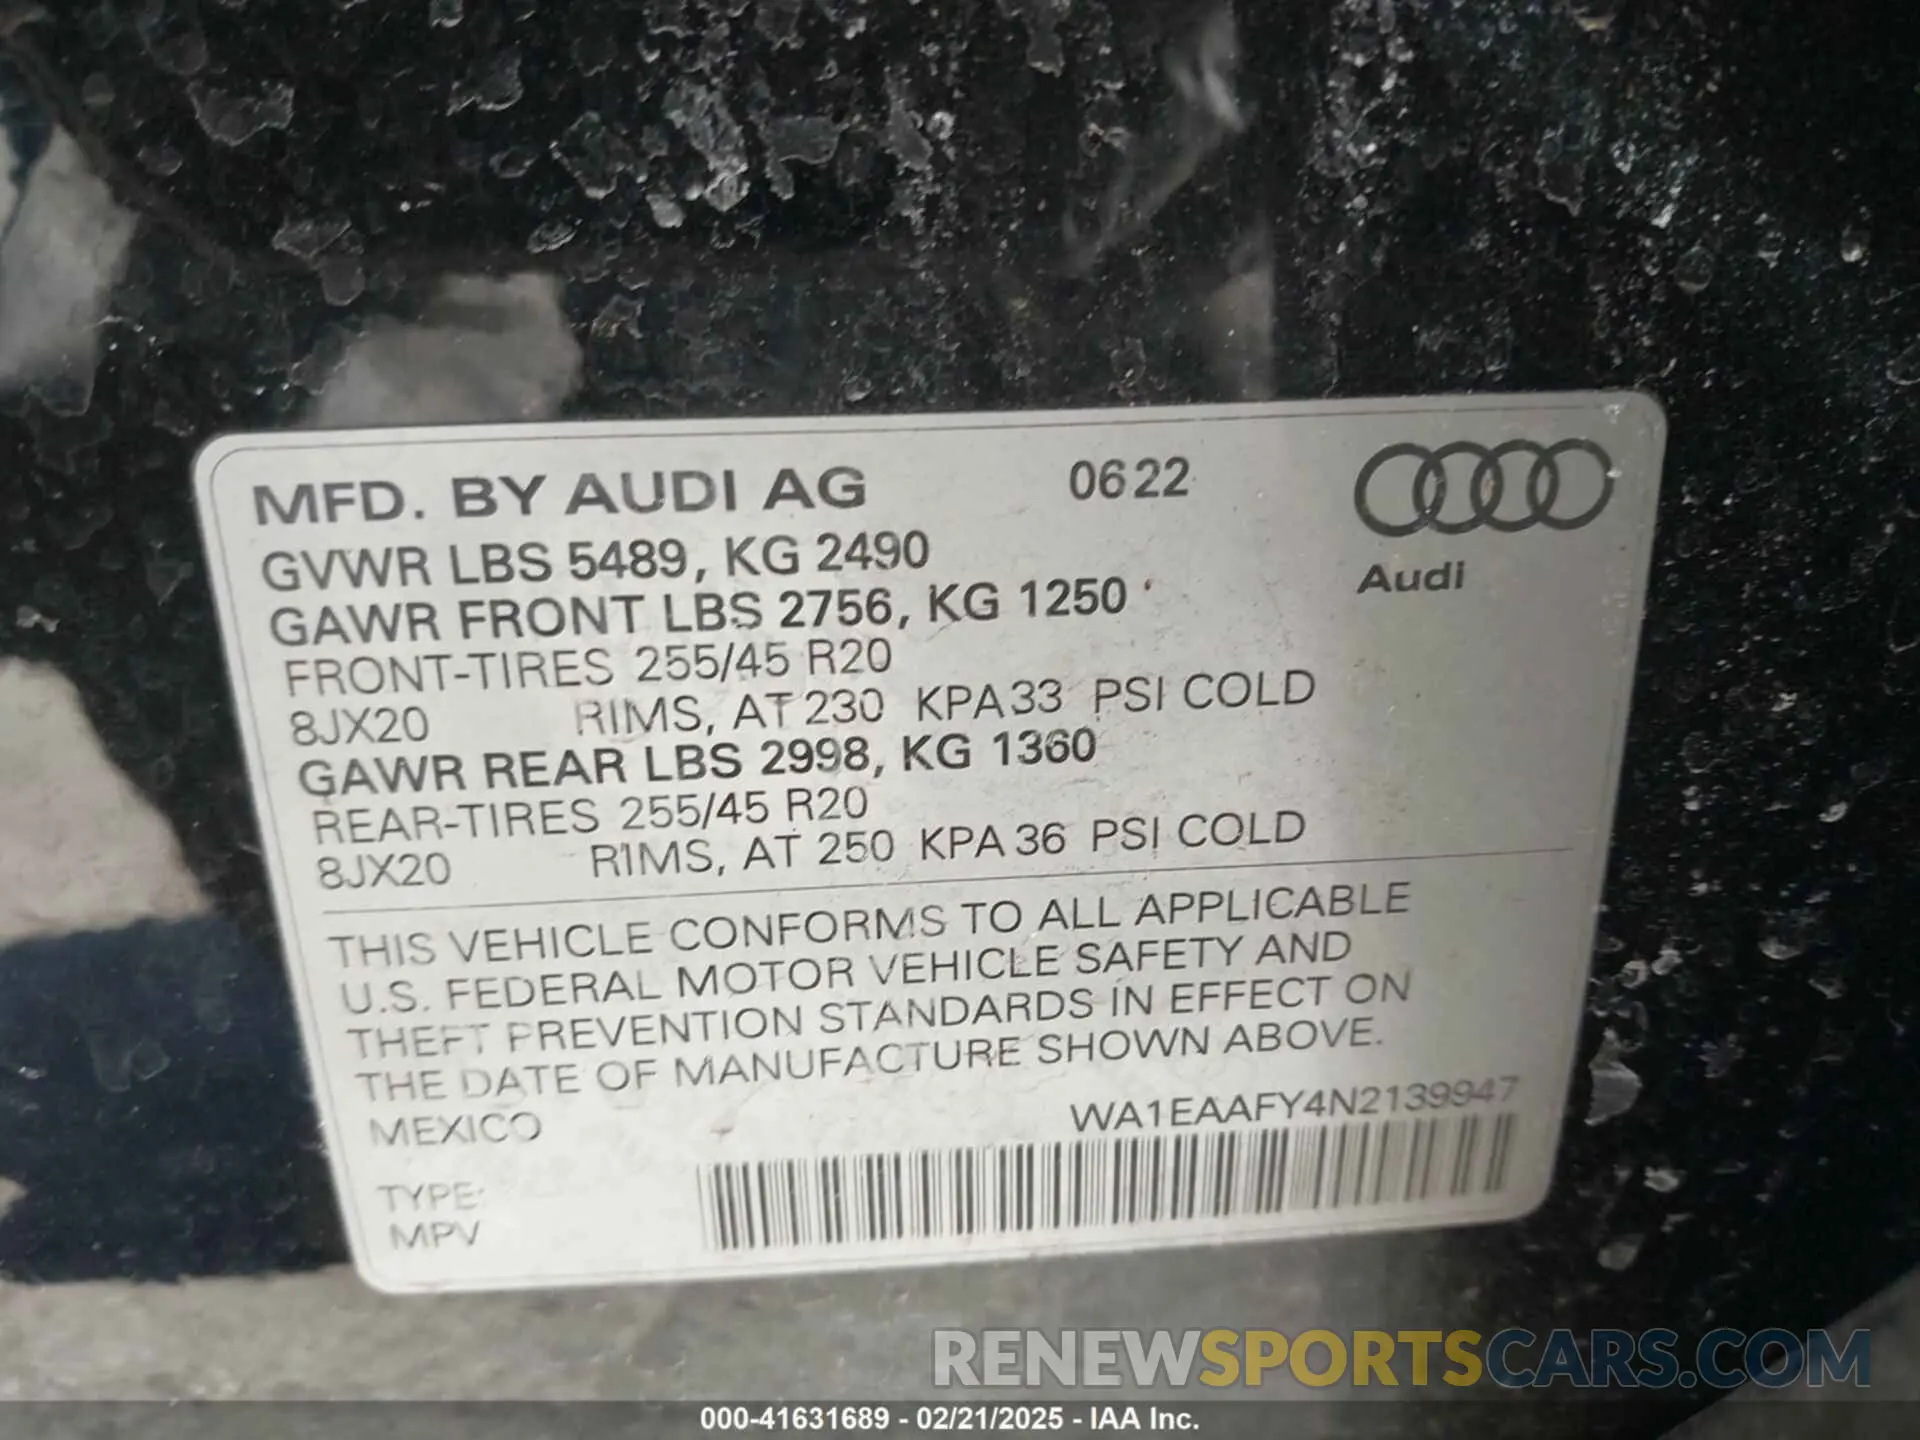 MFD. BY AUDI AG 0622
Audi
GVWR LBS 5489, KG 2490
GAWR FRONT LBS 2756, KG 1250
FRONT-TIRES 255/45 R20
8JX20 RIMS, AT 230 KPA 33 PSI COLD
GAWR REAR LBS 2998, KG 1360
REAR-TIRES 255/45 R20
8JX20 RIMS, AT 250 KPA 36 PSI COLD
THIS VEHICLE CONFORMS TO ALL APPLICABLE
U.S. FEDERAL MOTOR VEHICLE SAFETY AND
THEFT PREVENTION STANDARDS IN EFFECT ON
THE DATE OF MANUFACTURE SHOWN ABOVE.
MEXICO WA1EAAFY4N2139947
TYPE:
MPV
RENEWSPORTSCARS.COM
000-41631689 - 02/21/2025 - IAA Inc.